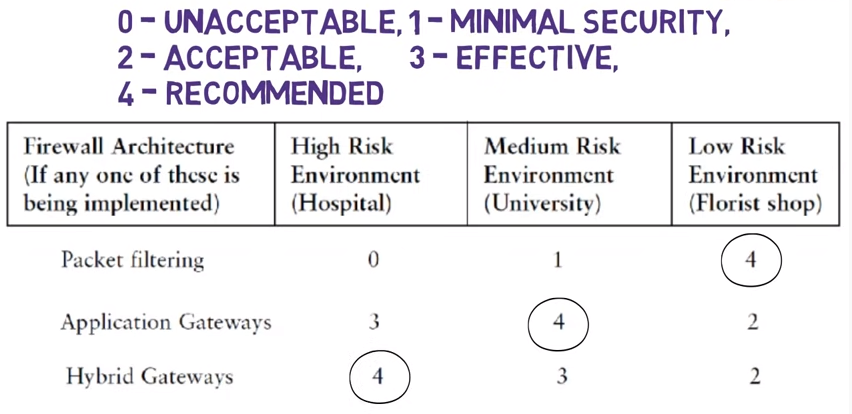 0 - UNACCEPTABLE, 1 - MINIMAL SECURITY,
2 - ACCEPTABLE, 3 - EFFECTIVE,
4 - RECOMMENDED
Firewall Architecture
(If any one of these is
being implemented)
High Risk
Environment
(Hospital)
Medium Risk
Environment
(University)
Low Risk
Environment
(Florist shop)
Packet filtering 0 1 4
Application Gateways 3 4 2
Hybrid Gateways 4 3 2